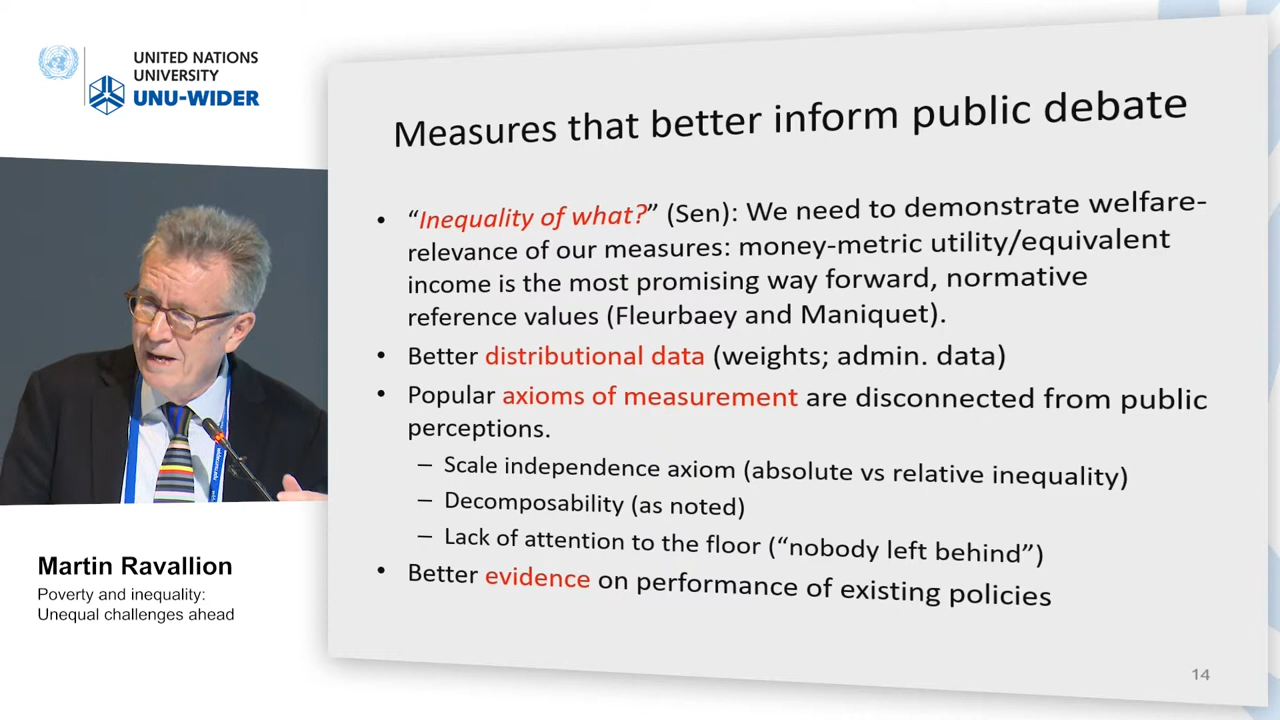 UNITED NATIONS
UNIVERSITY
UNU-WIDER
Measures that better inform public debate
• “Inequality of what?” (Sen): We need to demonstrate welfare-
relevance of our measures: money-metric utility/equivalent
income is the most promising way forward, normative
reference values (Fleurbaey and Maniquet).
• Better distributional data (weights; admin. data)
• Popular axioms of measurement are disconnected from public
perceptions.
– Scale independence axiom (absolute vs relative inequality)
– Decomposability (as noted)
– Lack of attention to the floor (“nobody left behind”)
• Better evidence on performance of existing policies
14
Martin Ravallion
Poverty and inequality:
Unequal challenges ahead